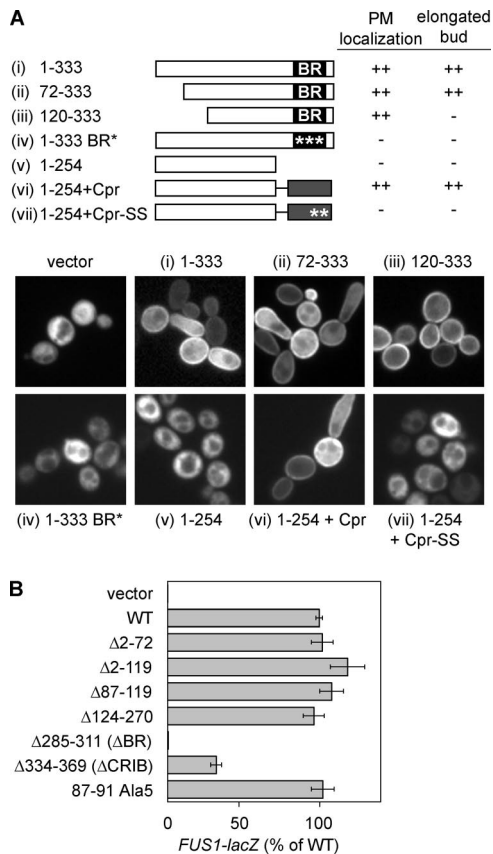 A
PM localization
elongated bud
(i) 1-333 BR ++ ++
(ii) 72-333 BR ++ ++
(iii) 120-333 BR ++ -
(iv) 1-333 BR* *** - -
(v) 1-254 - -
(vi) 1-254+Cpr ++ ++
(vii) 1-254+Cpr-SS ** - -
vector (i) 1-333 (ii) 72-333 (iii) 120-333
(iv) 1-333 BR* (v) 1-254 (vi) 1-254 + Cpr (vii) 1-254 + Cpr-SS
B
vector
WT
Δ2-72
Δ2-119
Δ87-119
Δ124-270
Δ285-311 (ΔBR)
Δ334-369 (ΔCRIB)
87-91 Ala5
0 50 100
FUS1-lacZ (% of WT)